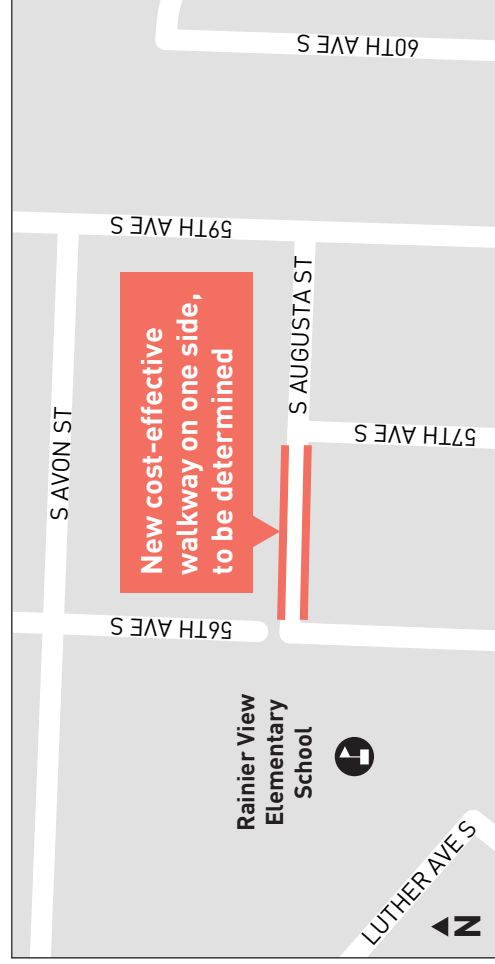 60TH AVE S
59TH AVE S
S AVON ST
New cost-effective
walkway on one side,
to be determined
S AUGUSTA ST
57TH AVE S
56TH AVE S
Rainier View
Elementary
School
LUTHER AVE S
N